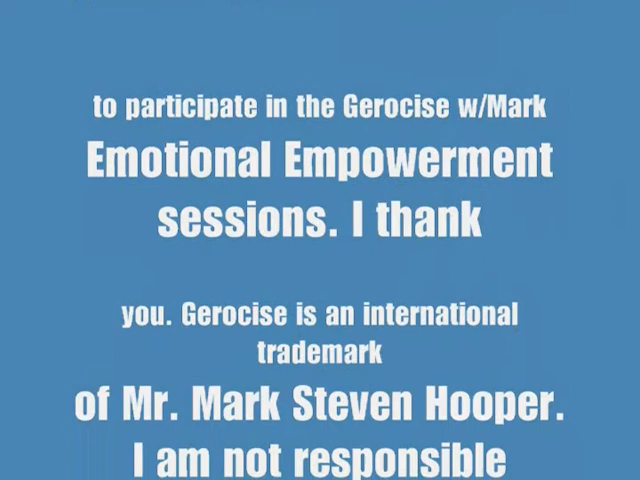 to participate in the Gerocise w/Mark
Emotional Empowerment
sessions. I thank
you. Gerocise is an international
trademark
of Mr. Mark Steven Hooper.
I am not responsible